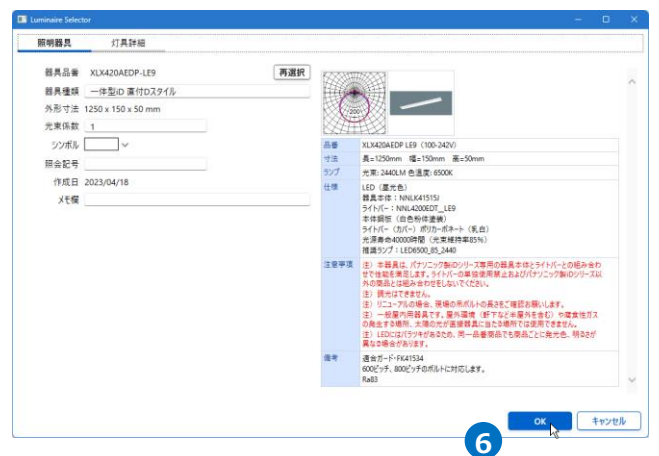 Luminaire Selector
照明器具 灯具詳細
器具品番 XLX420AEDP-LE9 再選択
器具種類 一体型iD 直付Dスタイル
外形寸法 1250 x 150 x 50 mm
光束係数 1
シンボル
照会記号
作成日 2023/04/18
メモ欄
200
品番 XLX420AEDP LE9 (100-242V)
寸法 長=1250mm 幅=150mm 高=50mm
ランプ 光束: 2440LM 色温度: 6500K
仕様 LED (昼光色)
器具本体:NNLK41515J
ライトバー:NNL4200EDT_LE9
本体鋼板 (白色粉体塗装)
ライトバー (カバー) ポリカーボネート (乳白)
光源寿命40000時間 (光束維持率85%)
推奨ランプ:LED6500_85_2440
注意事項 注) 本器具は、パナソニック製iDシリーズ専用の器具本体とライトバーとの組み合わ
せで性能を満足します。ライトバーの単独使用禁止およびパナソニック製iDシリーズ以
外の商品とは組み合わせをしないでください。
注) 調光はできません。
注) リニューアルの場合、現場の吊ボルトの長さをご確認お願いします。
注) 一般屋内用器具です。屋外環境 (軒下など半屋外を含む) や腐食性ガス
の発生する場所、太陽の光が直接器具に当たる場所では使用できません。
注) LEDにはバラツキがあるため、同一品番商品でも商品ごとに発光色、明るさが
異なる場合があります。
備考 適合ガード・FK41534
600ピッチ、800ピッチのボルトに対応します。
Ra83
OK キャンセル
6